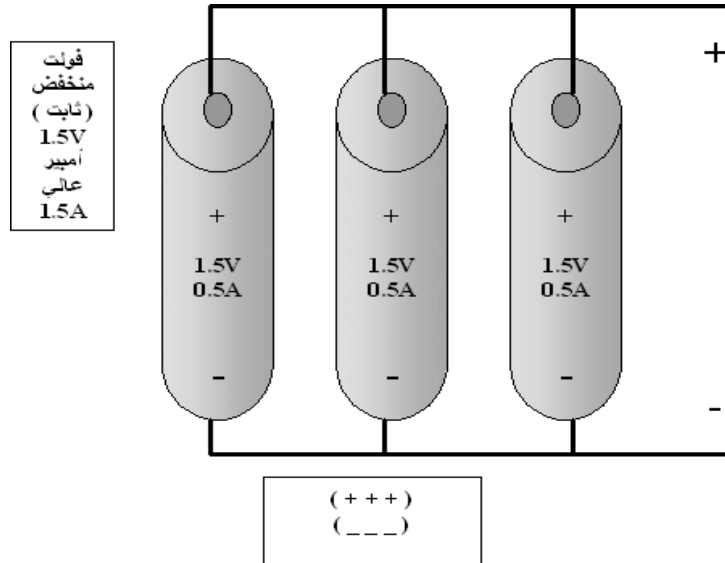 فولت
منخفض
( ثابت )
1.5V
أمبير
عالي
1.5A
+
+ + +
1.5V 1.5V 1.5V
0.5A 0.5A 0.5A
- - -
-
( + + + )
( _ _ _ )